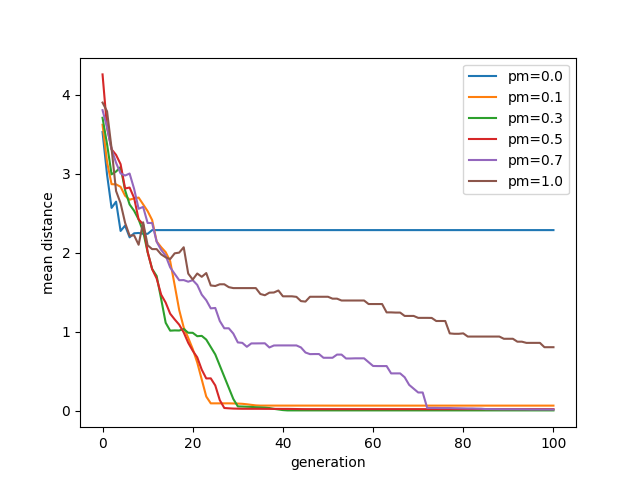 pm=0.0
pm=0.1
pm=0.3
pm=0.5
pm=0.7
pm=1.0
mean distance
4
3
2
1
0
0 20 40 60 80 100
generation